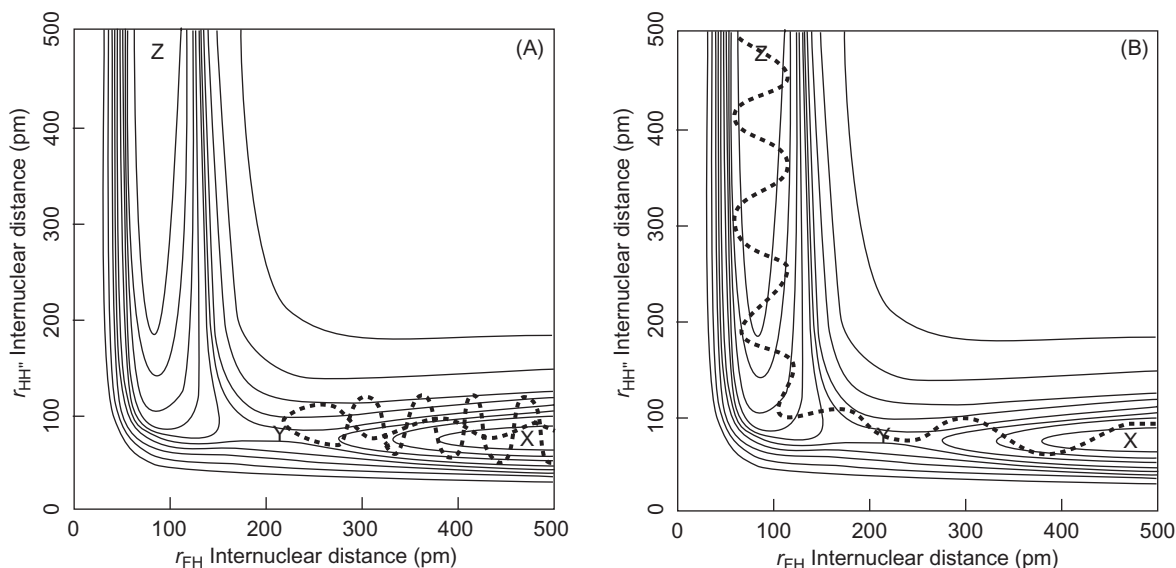 (A)
Z
500
400
300
200
100
0
r_HH" Internuclear distance (pm)
Y
X
0 100 200 300 400 500
r_FH Internuclear distance (pm)
(B)
Z
500
400
300
200
100
0
r_HH" Internuclear distance (pm)
Y
X
0 100 200 300 400 500
r_FH Internuclear distance (pm)